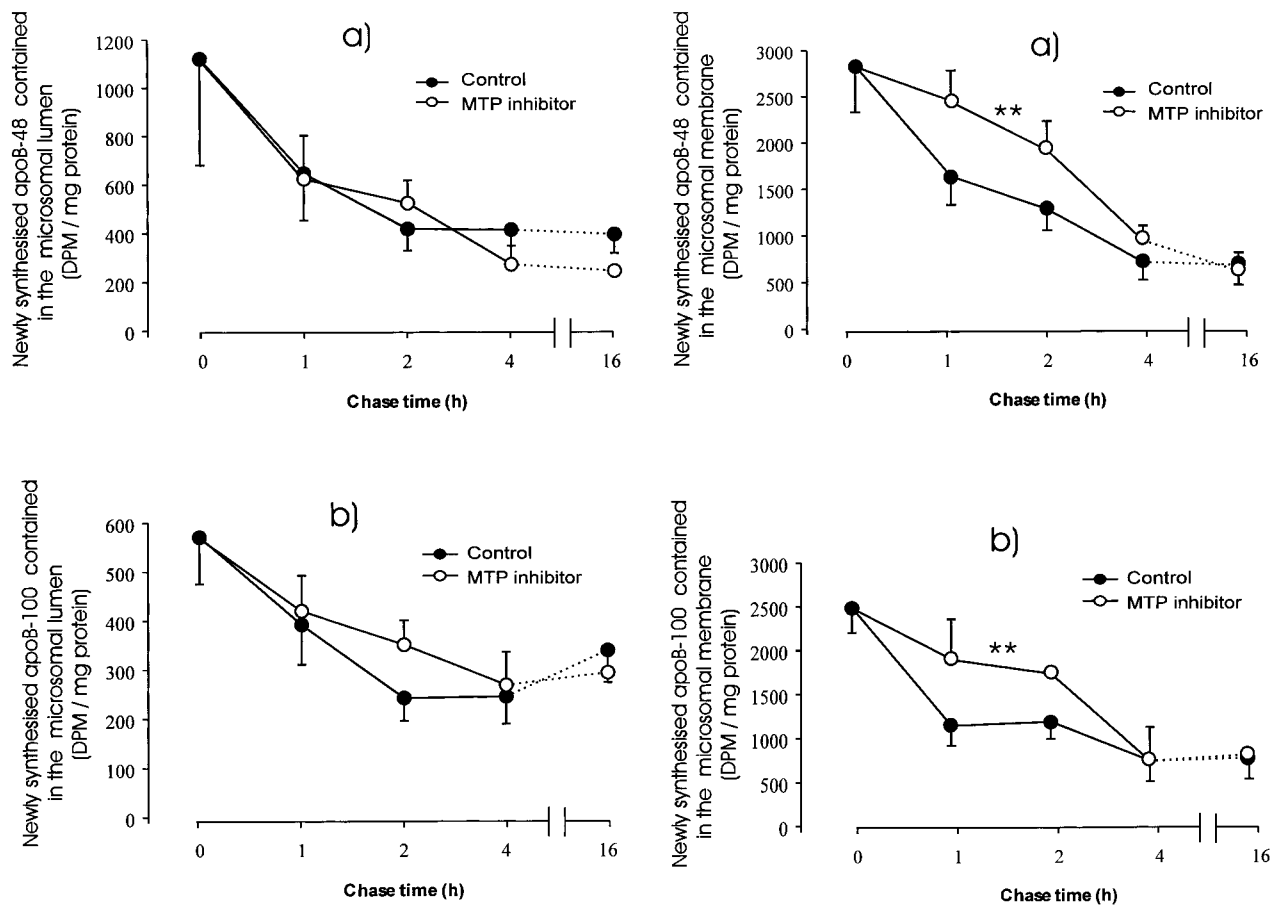 a)
Newly synthesised apoB-48 contained
in the microsomal lumen
(DPM / mg protein)
1200
1000
800
600
400
200
0
Control
MTP inhibitor
0 1 2 4 16
Chase time (h)
a)
Newly synthesised apoB-48 contained
in the microsomal membrane
(DPM / mg protein)
3000
2500
2000
1500
1000
500
0
Control
MTP inhibitor
**
0 1 2 4 16
Chase time (h)
b)
Newly synthesised apoB-100 contained
in the microsomal lumen
(DPM / mg protein)
600
500
400
300
200
100
0
Control
MTP inhibitor
0 1 2 4 16
Chase time (h)
b)
Newly synthesised apoB-100 contained
in the microsomal membrane
(DPM / mg protein)
3000
2500
2000
1500
1000
500
0
Control
MTP inhibitor
**
0 1 2 4 16
Chase time (h)